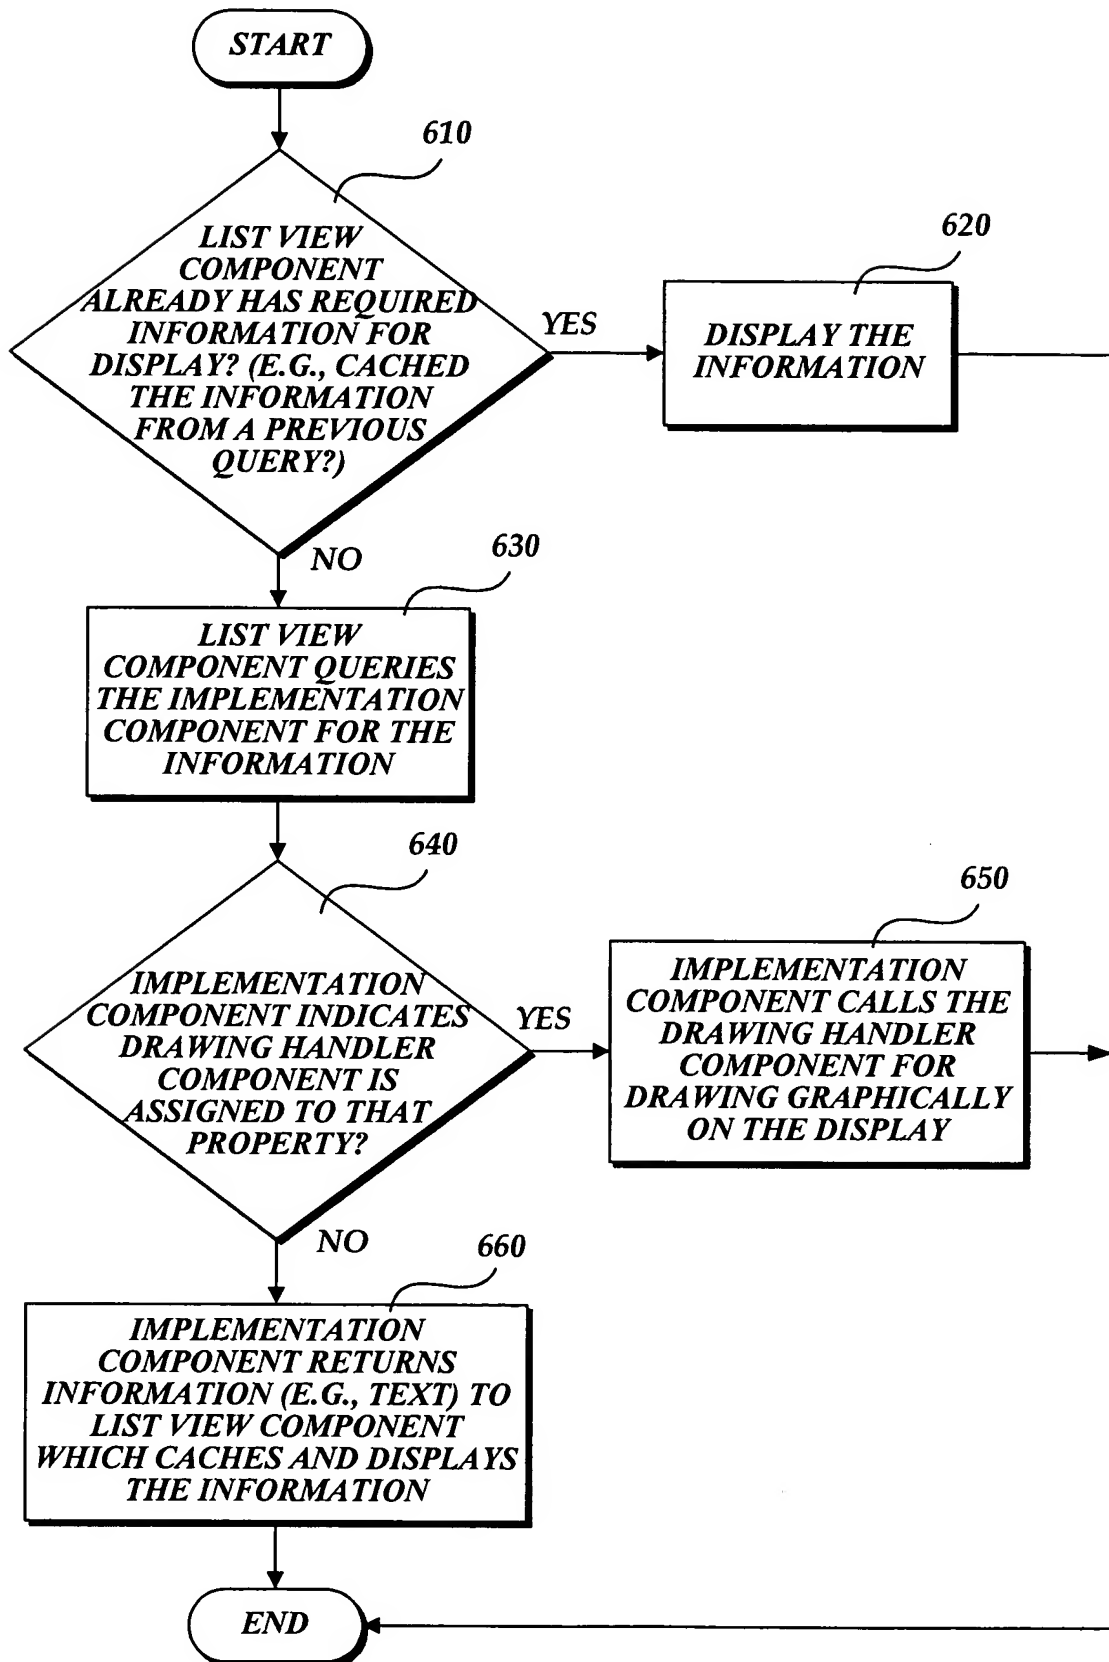 START
610
LIST VIEW
COMPONENT
ALREADY HAS REQUIRED
INFORMATION FOR
DISPLAY? (E.G., CACHED
THE INFORMATION
FROM A PREVIOUS
QUERY?)
YES
620
DISPLAY THE
INFORMATION
NO
630
LIST VIEW
COMPONENT QUERIES
THE IMPLEMENTATION
COMPONENT FOR THE
INFORMATION
640
IMPLEMENTATION
COMPONENT INDICATES
DRAWING HANDLER
COMPONENT IS
ASSIGNED TO THAT
PROPERTY?
YES
650
IMPLEMENTATION
COMPONENT CALLS THE
DRAWING HANDLER
COMPONENT FOR
DRAWING GRAPHICALLY
ON THE DISPLAY
NO
660
IMPLEMENTATION
COMPONENT RETURNS
INFORMATION (E.G., TEXT) TO
LIST VIEW COMPONENT
WHICH CACHES AND DISPLAYS
THE INFORMATION
END